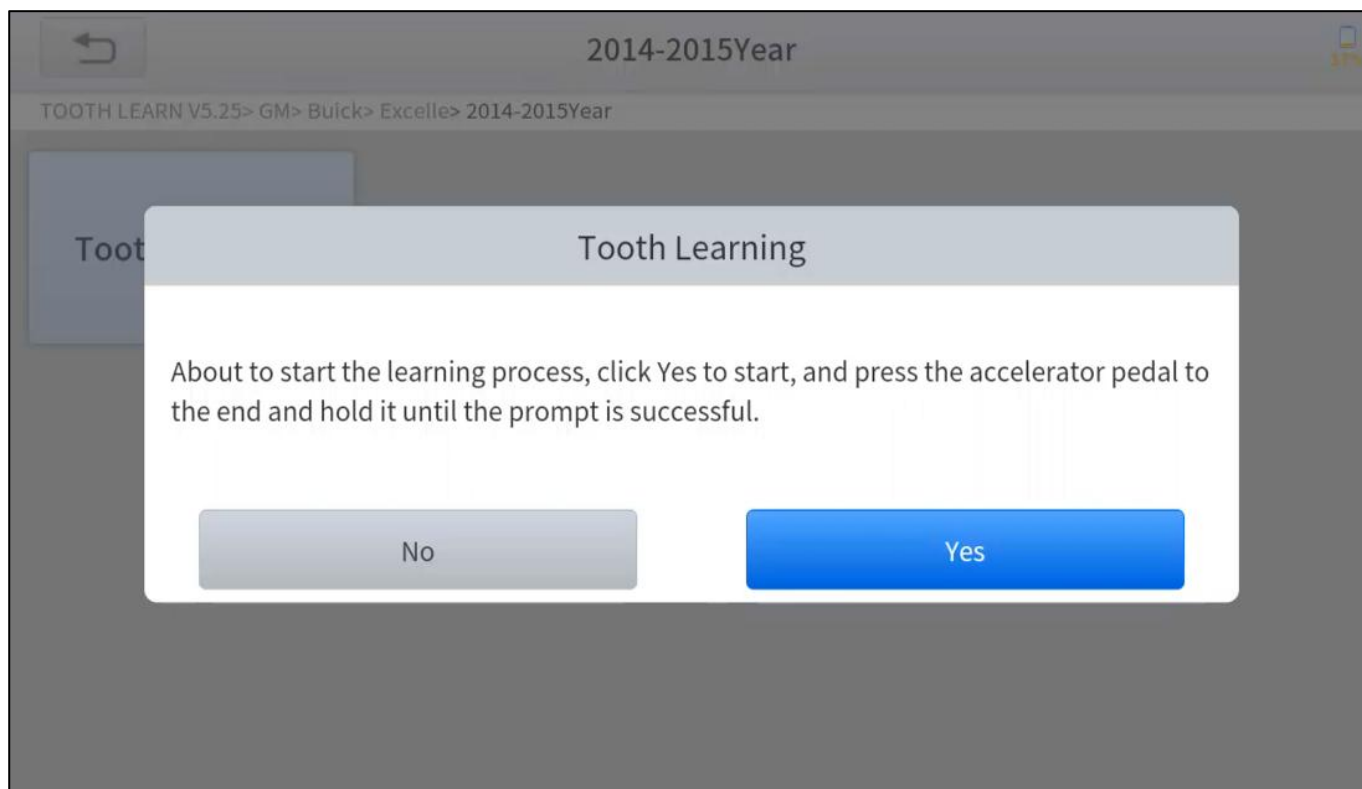 2014-2015Year
TOOTH LEARN V5.25> GM> Buick> Excelle> 2014-2015Year
Toot
Tooth Learning
About to start the learning process, click Yes to start, and press the accelerator pedal to
the end and hold it until the prompt is successful.
No
Yes